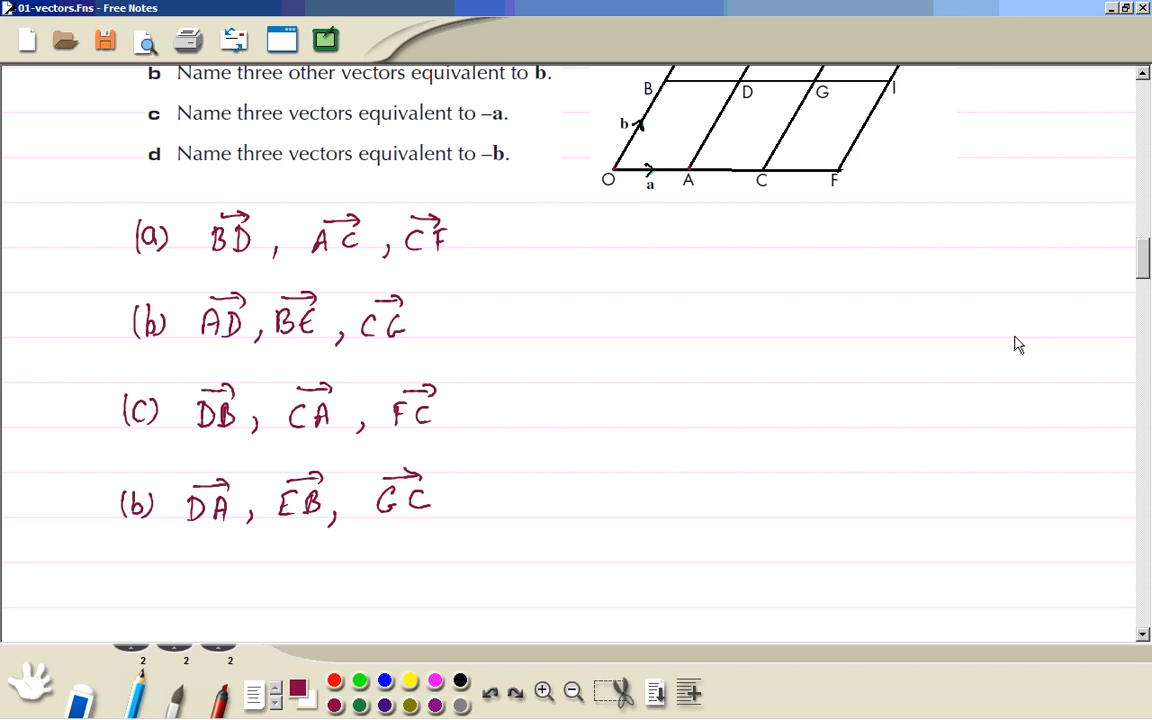 01-vectors.Fns - Free Notes
b Name three other vectors equivalent to b.
c Name three vectors equivalent to –a.
d Name three vectors equivalent to –b.
B D G I
b
O A C F
a
(a) BD, AC, CF
(b) AD, BE, CG
(c) DB, CA, FC
(b) DA, EB, GC
2 2 2